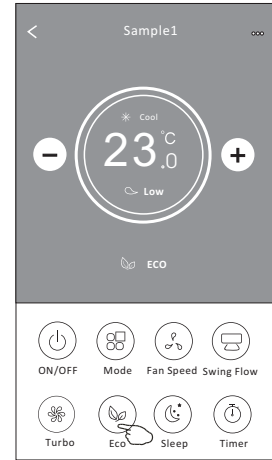 Sample1
Cool
23.0°C
Low
ECO
ON/OFF Mode Fan Speed Swing Flow
Turbo Eco Sleep Timer